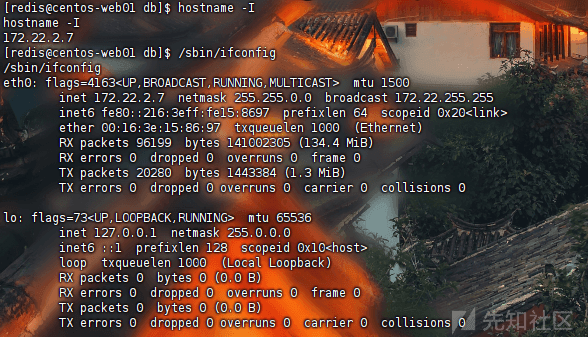 [redis@centos-web01 db]$ hostname -I
hostname -I
172.22.2.7
[redis@centos-web01 db]$ /sbin/ifconfig
/sbin/ifconfig
eth0: flags=4163<UP,BROADCAST,RUNNING,MULTICAST>  mtu 1500
inet 172.22.2.7  netmask 255.255.0.0  broadcast 172.22.255.255
inet6 fe80::216:3eff:fe15:8697  prefixlen 64  scopeid 0x20<link>
ether 00:16:3e:15:86:97  txqueuelen 1000  (Ethernet)
RX packets 96199  bytes 141002305 (134.4 MiB)
RX errors 0  dropped 0  overruns 0  frame 0
TX packets 20280  bytes 1443384 (1.3 MiB)
TX errors 0  dropped 0 overruns 0  carrier 0  collisions 0
lo: flags=73<UP,LOOPBACK,RUNNING>  mtu 65536
inet 127.0.0.1  netmask 255.0.0.0
inet6 ::1  prefixlen 128  scopeid 0x10<host>
loop  txqueuelen 1000  (Local Loopback)
RX packets 0  bytes 0 (0.0 B)
RX errors 0  dropped 0  overruns 0  frame 0
TX packets 0  bytes 0 (0.0 B)
TX errors 0  dropped 0 overruns 0  carrier 0  collisions 0
先知社区